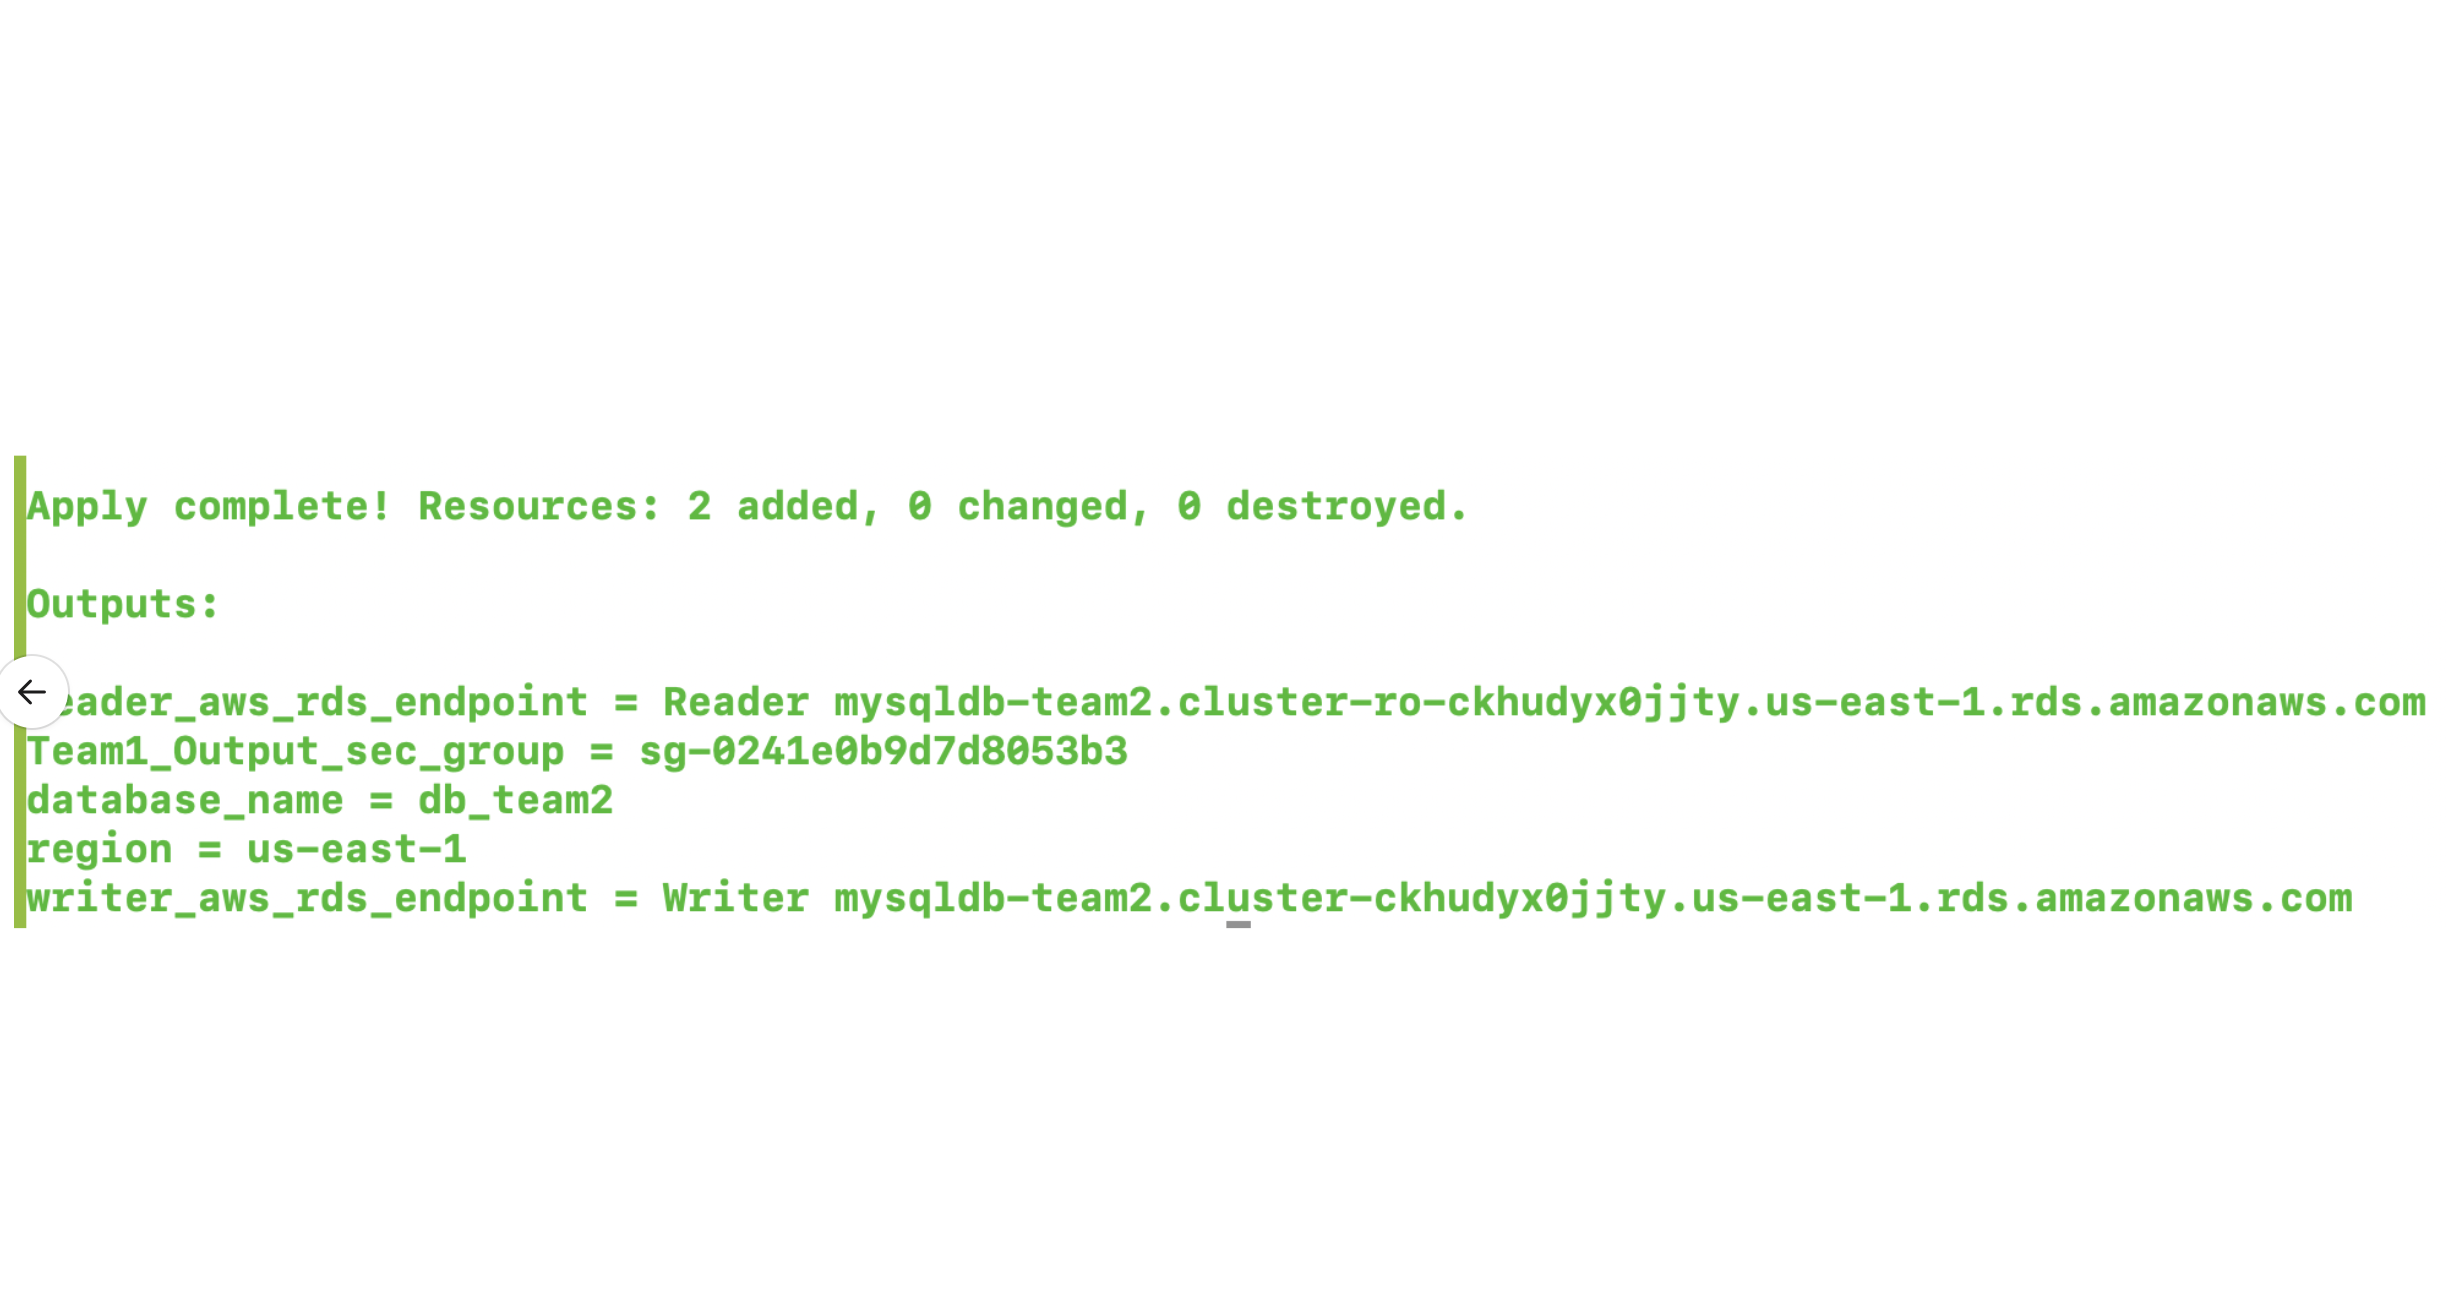 Apply complete! Resources: 2 added, 0 changed, 0 destroyed.
Outputs:
= Reader mysqldb-team2.cluster-ro-ckhudyx0jjty.us-east-1.rds.amazonaws.com
Team1_Output_sec_group = sg-0241e0b9d7d8053b3
database_name = db_team2
region = us-east-1
writer_aws_rds_endpoint = Writer mysqldb-team2.cluster-ckhudyx0jjty.us-east-1.rds.amazonaws.com